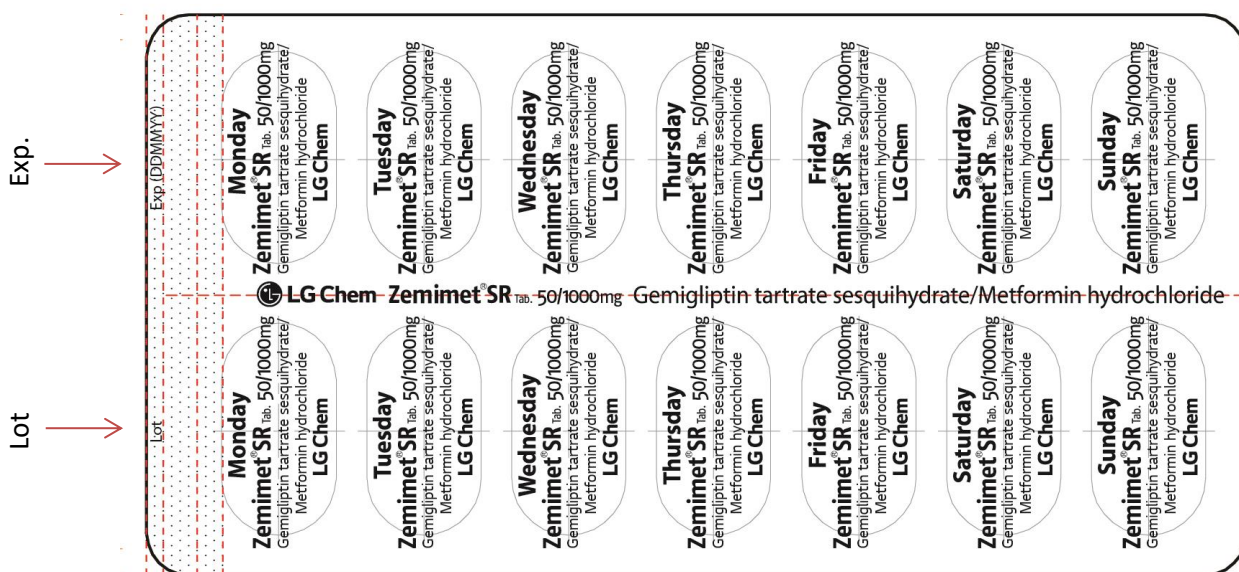 Exp.
Exp (DDMMYY)
Monday
Zemimet®SR Tab. 50/1000mg
Gemigliptin tartrate sesquihydrate/
Metformin hydrochloride
LG Chem
Tuesday
Zemimet®SR Tab. 50/1000mg
Gemigliptin tartrate sesquihydrate/
Metformin hydrochloride
LG Chem
Wednesday
Zemimet®SR Tab. 50/1000mg
Gemigliptin tartrate sesquihydrate/
Metformin hydrochloride
LG Chem
Thursday
Zemimet®SR Tab. 50/1000mg
Gemigliptin tartrate sesquihydrate/
Metformin hydrochloride
LG Chem
Friday
Zemimet®SR Tab. 50/1000mg
Gemigliptin tartrate sesquihydrate/
Metformin hydrochloride
LG Chem
Saturday
Zemimet®SR Tab. 50/1000mg
Gemigliptin tartrate sesquihydrate/
Metformin hydrochloride
LG Chem
Sunday
Zemimet®SR Tab. 50/1000mg
Gemigliptin tartrate sesquihydrate/
Metformin hydrochloride
LG Chem
LG Chem Zemimet®SR Tab. 50/1000mg Gemigliptin tartrate sesquihydrate/Metformin hydrochloride
Lot
Lot
Monday
Zemimet®SR Tab. 50/1000mg
Gemigliptin tartrate sesquihydrate/
Metformin hydrochloride
LG Chem
Tuesday
Zemimet®SR Tab. 50/1000mg
Gemigliptin tartrate sesquihydrate/
Metformin hydrochloride
LG Chem
Wednesday
Zemimet®SR Tab. 50/1000mg
Gemigliptin tartrate sesquihydrate/
Metformin hydrochloride
LG Chem
Thursday
Zemimet®SR Tab. 50/1000mg
Gemigliptin tartrate sesquihydrate/
Metformin hydrochloride
LG Chem
Friday
Zemimet®SR Tab. 50/1000mg
Gemigliptin tartrate sesquihydrate/
Metformin hydrochloride
LG Chem
Saturday
Zemimet®SR Tab. 50/1000mg
Gemigliptin tartrate sesquihydrate/
Metformin hydrochloride
LG Chem
Sunday
Zemimet®SR Tab. 50/1000mg
Gemigliptin tartrate sesquihydrate/
Metformin hydrochloride
LG Chem